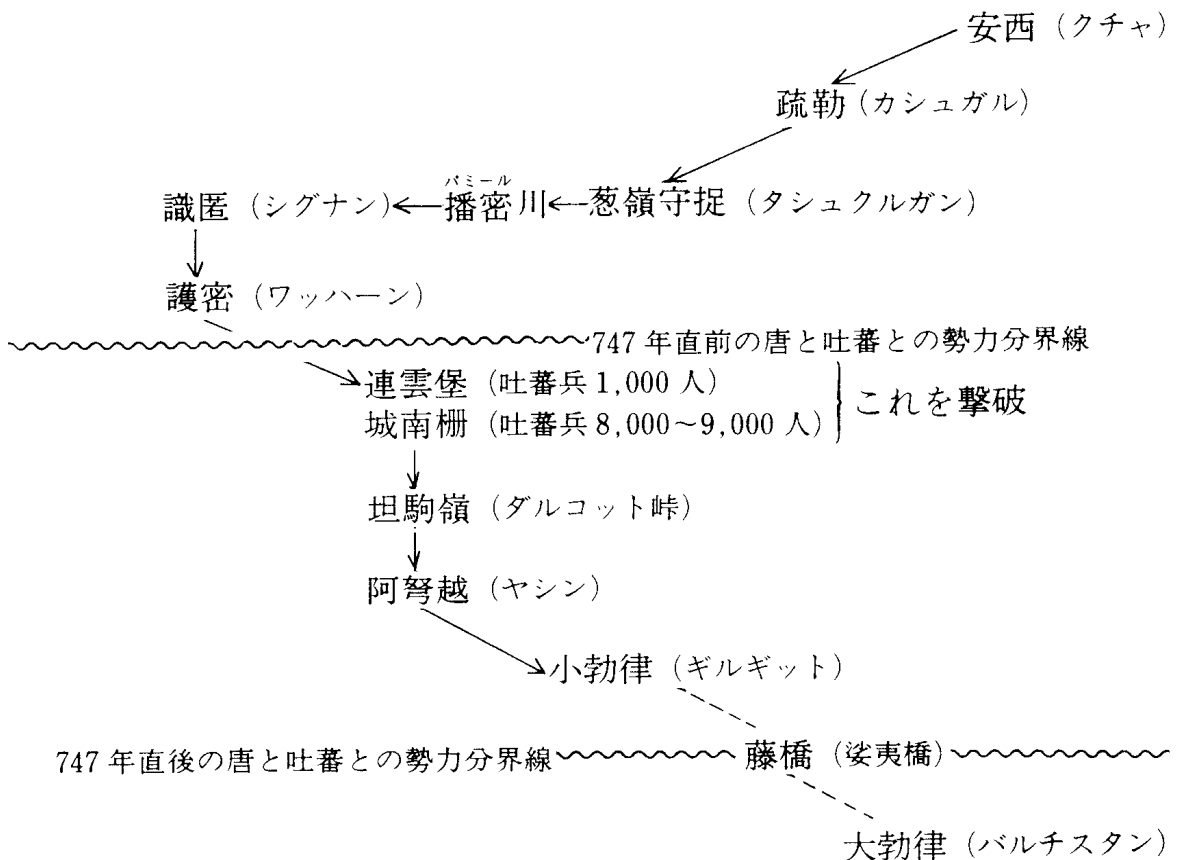 安西（クチャ）
疏勒（カシュガル）
識匿（シグナン）←播密川←葱嶺守捉（タシュクルガン）
パミール
護密（ワッハーン）
747年直前の唐と吐蕃との勢力分界線
連雲堡（吐蕃兵1,000人）
城南柵（吐蕃兵8,000〜9,000人）
これを撃破
坦駒嶺（ダルコット峠）
阿弩越（ヤシン）
小勃律（ギルギット）
747年直後の唐と吐蕃との勢力分界線
藤橋（娑夷橋）
大勃律（バルチスタン）